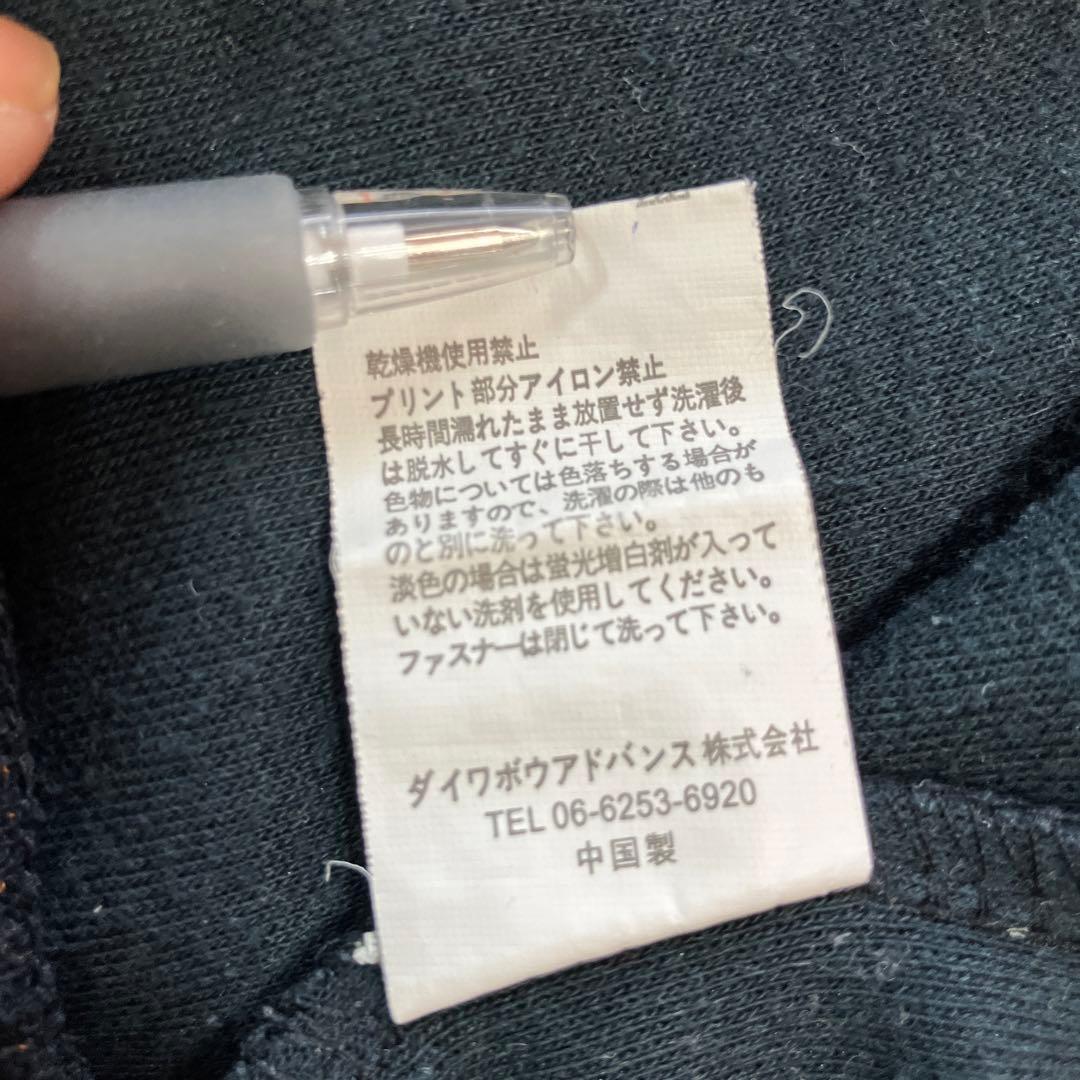 乾燥機使用禁止
プリント部分アイロン禁止
長時間濡れたまま放置せず洗濯後
は脱水してすぐに干して下さい。
色物については色落ちする場合が
ありますので、洗濯の際は他のも
のと別に洗って下さい。
淡色の場合は蛍光増白剤が入って
いない洗剤を使用してください。
ファスナーは閉じて洗って下さい。
ダイワボウアドバンス株式会社
TEL 06-6253-6920
中国製